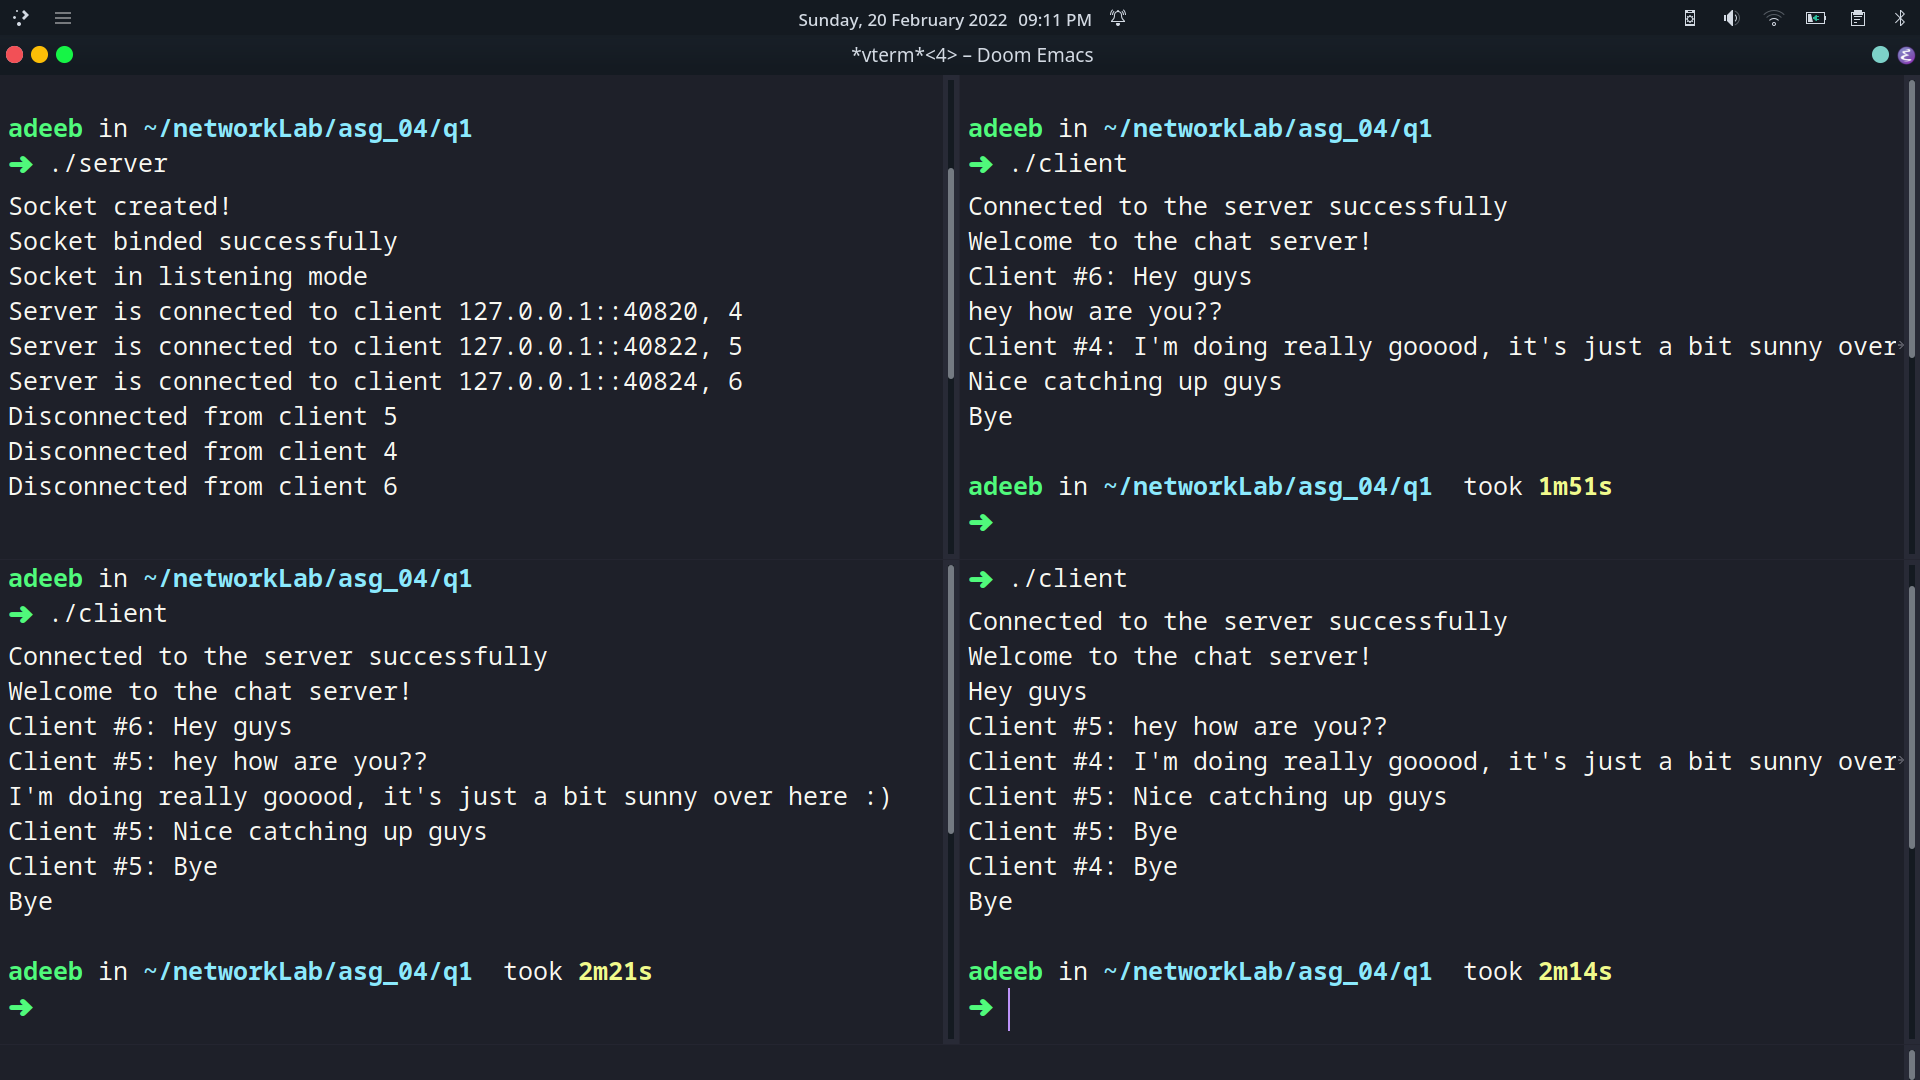 Sunday, 20 February 2022 09:11 PM
*vterm*<4> – Doom Emacs
adeeb in ~/networkLab/asg_04/q1
➜ ./server
Socket created!
Socket binded successfully
Socket in listening mode
Server is connected to client 127.0.0.1::40820, 4
Server is connected to client 127.0.0.1::40822, 5
Server is connected to client 127.0.0.1::40824, 6
Disconnected from client 5
Disconnected from client 4
Disconnected from client 6
adeeb in ~/networkLab/asg_04/q1
➜ ./client
Connected to the server successfully
Welcome to the chat server!
Client #6: Hey guys
hey how are you??
Client #4: I'm doing really gooood, it's just a bit sunny over
Nice catching up guys
Bye
adeeb in ~/networkLab/asg_04/q1 took 1m51s
➜
adeeb in ~/networkLab/asg_04/q1
➜ ./client
Connected to the server successfully
Welcome to the chat server!
Client #6: Hey guys
Client #5: hey how are you??
I'm doing really gooood, it's just a bit sunny over here :)
Client #5: Nice catching up guys
Client #5: Bye
Bye
adeeb in ~/networkLab/asg_04/q1 took 2m21s
➜
➜ ./client
Connected to the server successfully
Welcome to the chat server!
Hey guys
Client #5: hey how are you??
Client #4: I'm doing really gooood, it's just a bit sunny over
Client #5: Nice catching up guys
Client #5: Bye
Client #4: Bye
Bye
adeeb in ~/networkLab/asg_04/q1 took 2m14s
➜